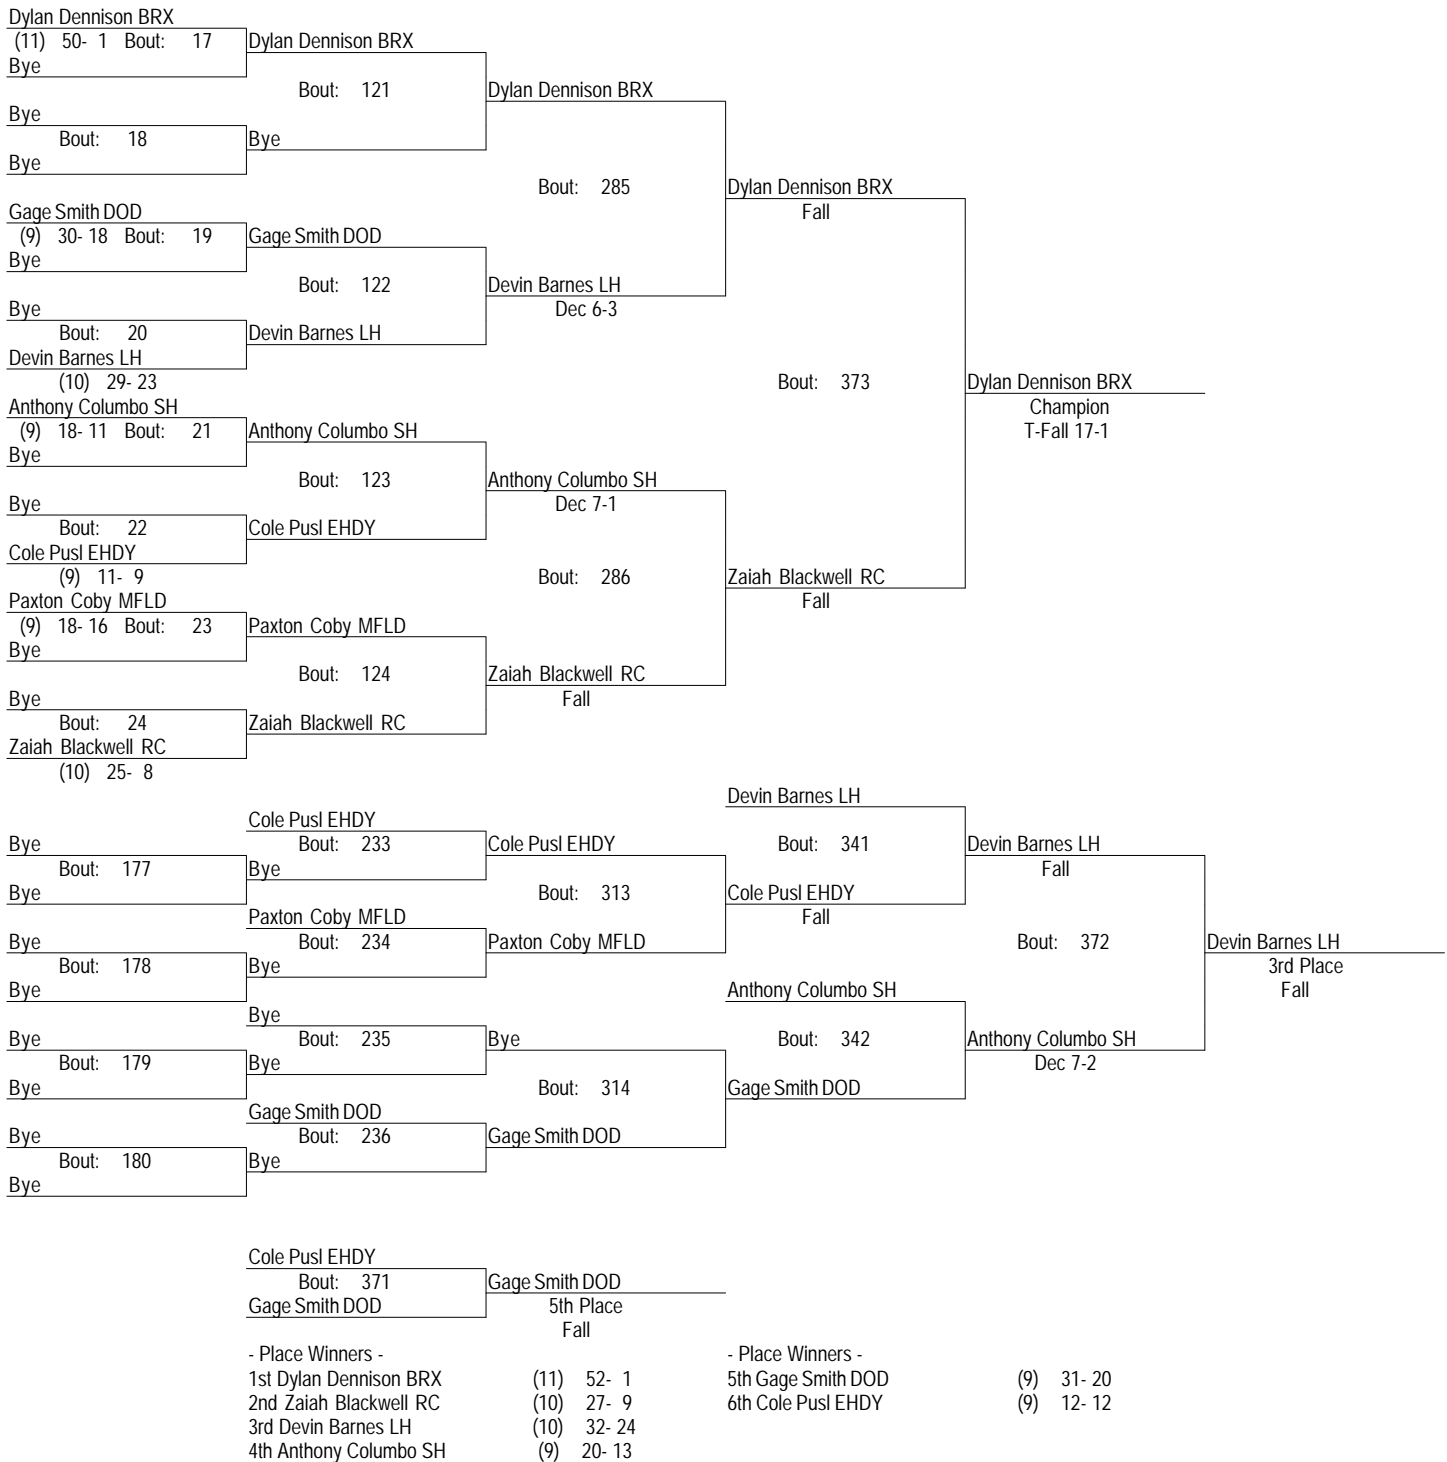 Dylan Dennison BRX
(11) 50- 1 Bout: 17 Dylan Dennison BRX
Bye
Bout: 121 Dylan Dennison BRX
Bye
Bout: 18 Bye
Bye
Bout: 285 Dylan Dennison BRX
Gage Smith DOD Fall
(9) 30- 18 Bout: 19 Gage Smith DOD
Bye
Bout: 122 Devin Barnes LH
Bye Dec 6-3
Bout: 20 Devin Barnes LH
Devin Barnes LH
(10) 29- 23 Bout: 373 Dylan Dennison BRX
Anthony Columbo SH Champion
(9) 18- 11 Bout: 21 Anthony Columbo SH T-Fall 17-1
Bye
Bout: 123 Anthony Columbo SH
Bye Dec 7-1
Bout: 22 Cole Pusl EHDY
Cole Pusl EHDY
(9) 11- 9 Bout: 286 Zaiah Blackwell RC
Paxton Coby MFLD Fall
(9) 18- 16 Bout: 23 Paxton Coby MFLD
Bye
Bout: 124 Zaiah Blackwell RC
Bye Fall
Bout: 24 Zaiah Blackwell RC
Zaiah Blackwell RC
(10) 25- 8
Devin Barnes LH
Cole Pusl EHDY
Bye Bout: 233 Cole Pusl EHDY Bout: 341 Devin Barnes LH
Bout: 177 Bye Fall
Bye Bout: 313 Cole Pusl EHDY
Paxton Coby MFLD Fall
Bye Bout: 234 Paxton Coby MFLD Bout: 372 Devin Barnes LH
Bout: 178 Bye 3rd Place
Bye Anthony Columbo SH Fall
Bye
Bye Bout: 235 Bye Bout: 342 Anthony Columbo SH
Bout: 179 Bye Dec 7-2
Bye Bout: 314 Gage Smith DOD
Gage Smith DOD
Bye Bout: 236 Gage Smith DOD
Bout: 180 Bye
Bye
Cole Pusl EHDY
Bout: 371 Gage Smith DOD
Gage Smith DOD 5th Place
Fall
- Place Winners - - Place Winners -
1st Dylan Dennison BRX (11) 52- 1 5th Gage Smith DOD (9) 31- 20
2nd Zaiah Blackwell RC (10) 27- 9 6th Cole Pusl EHDY (9) 12- 12
3rd Devin Barnes LH (10) 32- 24
4th Anthony Columbo SH (9) 20- 13